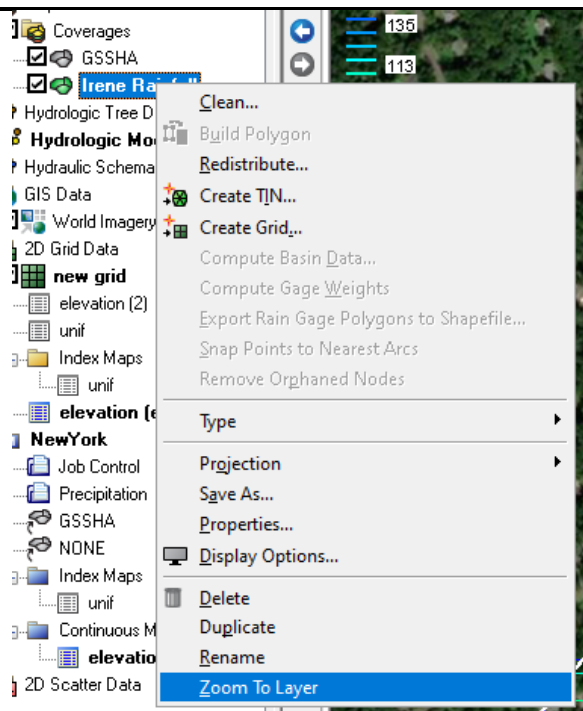 Coverages
135
GSSHA
113
Irene Rainfall
Clean...
Hydrologic Tree D
Build Polygon
Hydrologic Mo
Redistribute...
Hydraulic Schema
GIS Data
Create TIN...
World Imagery
Create Grid...
2D Grid Data
Compute Basin Data...
new grid
Compute Gage Weights
elevation (2)
Export Rain Gage Polygons to Shapefile...
unif
Snap Points to Nearest Arcs
Index Maps
Remove Orphaned Nodes
unif
elevation (e
Type
NewYork
Job Control
Projection
Precipitation
Save As...
GSSHA
Properties...
NONE
Display Options...
Index Maps
unif
Delete
Continuous M
Duplicate
elevatio
Rename
2D Scatter Data
Zoom To Layer